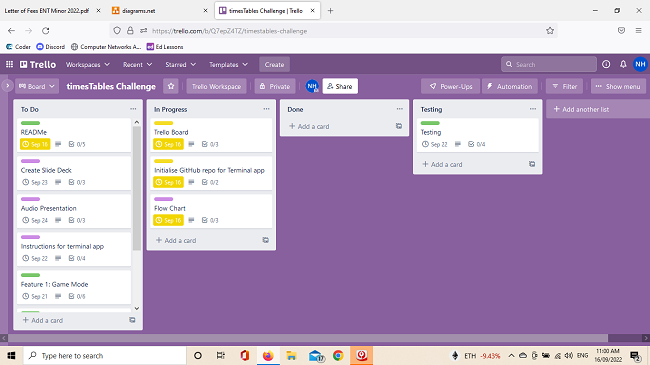 Letter of Fees ENT Minor 2022.pdf
diagrams.net
timesTables Challenge | Trello
https://trello.com/b/Q7epZ4TZ/timestables-challenge
Coder
Discord
Computer Networks A...
Ed Lessons
Trello
Workspaces
Recent
Starred
Templates
Create
Search
NH
Board
timesTables Challenge
Trello Workspace
Private
NH
Share
Power-Ups
Automation
Filter
Show menu
To Do
READMe
Sep 16
0/5
Create Slide Deck
Sep 23
0/3
Audio Presentation
Sep 24
0/3
Instructions for terminal app
Sep 22
0/4
Feature 1: Game Mode
Sep 21
0/6
+ Add a card
In Progress
Trello Board
Sep 16
0/3
Initialise GitHub repo for Terminal app
Sep 16
0/2
Flow Chart
Sep 16
0/3
+ Add a card
Done
+ Add a card
Testing
Testing
Sep 22
0/4
+ Add a card
+ Add another list
Type here to search
17
ETH -9.43%
ENG
11:00 AM
16/09/2022
2